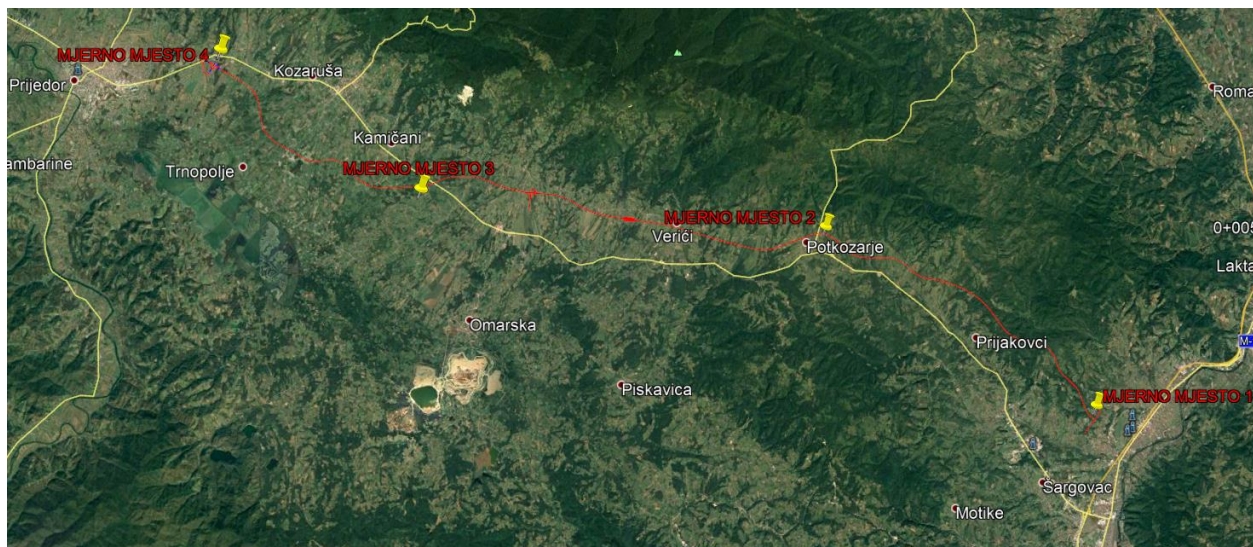 MJERNO MJESTO 4
Kozaruša
Prijedor
Roma
Kamičani
ambarine
Trnopolje
MJERNO MJESTO 3
MJERNO MJESTO 2
0+005
Verići
Potkozarje
Lakta
Omarska
Prijakovci
M-
Piskavica
MJERNO MJESTO 1
Šargovac
Motike